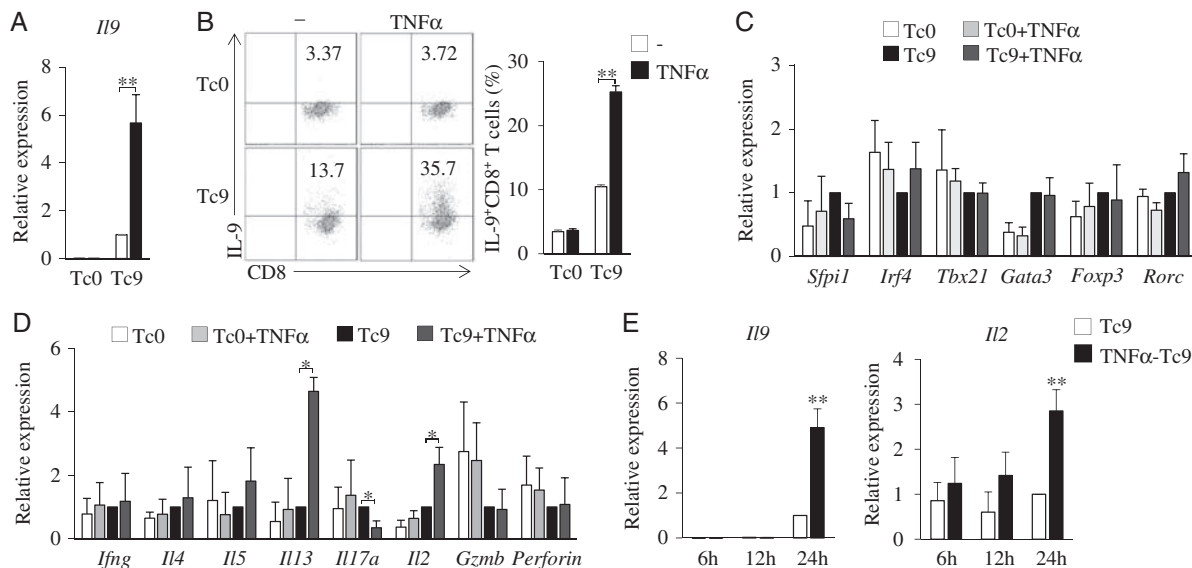 A
Il9
Relative expression
8
6
4
2
0
**
Tc0 Tc9
B
– TNFα
Tc0
3.37 3.72
Tc9
13.7 35.7
IL-9
CD8
IL-9+CD8+ T cells (%)
30
20
10
0
**
-
TNFα
Tc0 Tc9
C
Tc0 Tc0+TNFα
Tc9 Tc9+TNFα
Relative expression
3
2
1
0
Sfpi1 Irf4 Tbx21 Gata3 Foxp3 Rorc
D
Tc0 Tc0+TNFα Tc9 Tc9+TNFα
Relative expression
6
4
2
0
* * *
Ifng Il4 Il5 Il13 Il17a Il2 Gzmb Perforin
E
Il9
Relative expression
8
6
4
2
0
**
6h 12h 24h
Il2
Relative expression
4
3
2
1
0
**
6h 12h 24h
Tc9
TNFα-Tc9